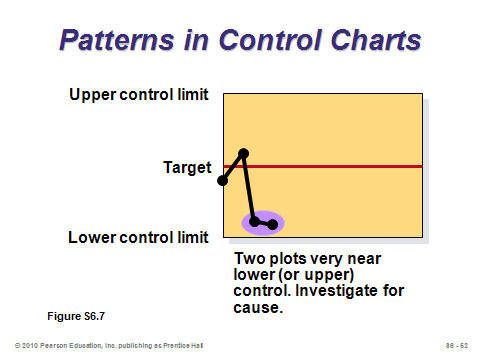 Patterns in Control Charts
Upper control limit
Target
Lower control limit
Two plots very near
lower (or upper)
control. Investigate for
cause.
Figure S6.7
© 2010 Pearson Education, Inc. publishing as Prentice Hall
S6 - 52